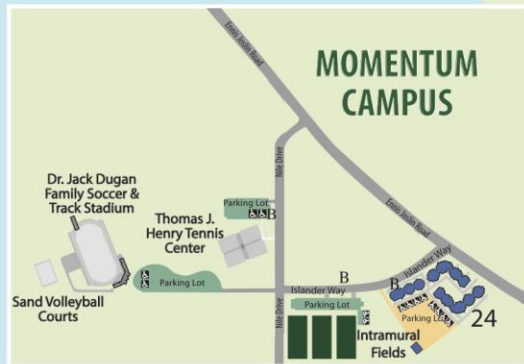 Ennis Joslin Road
MOMENTUM
CAMPUS
Nile Drive
Dr. Jack Dugan
Family Soccer &
Track Stadium
Parking Lot
B
Thomas J.
Henry Tennis
Center
Ennis Joslin Road
Islander Way
B
B
Parking Lot
Islander Way
Parking Lot
Sand Volleyball
Courts
Nile Drive
Parking Lot
24
Intramural
Fields